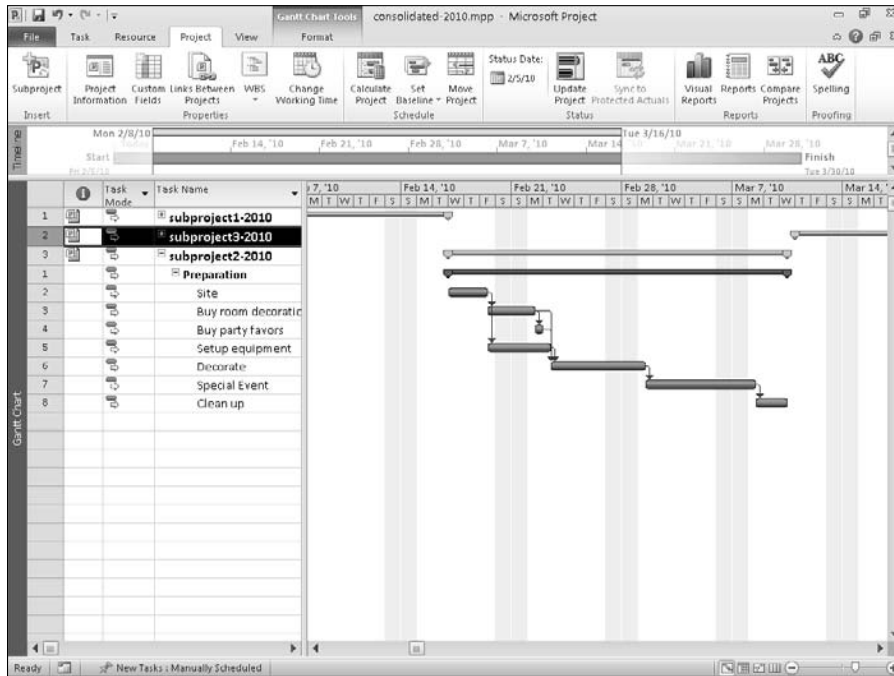 Gantt Chart Tools consolidated-2010.mpp - Microsoft Project
File Task Resource Project View Format
Subproject Project Information Custom Fields Links Between Projects WBS Change Working Time Calculate Project Set Baseline Move Project Status Date: 2/5/10 Update Project Sync to Protected Actuals Visual Reports Reports Compare Projects ABC Spelling
Insert Properties Schedule Status Reports Proofing
Timeline
Mon 2/8/10 Tue 3/16/10
Today Feb 14, '10 Feb 21, '10 Feb 28, '10 Mar 7, '10 Mar 14, '10 Mar 21, '10 Mar 28, '10
Start Finish
Fri 2/5/10 Tue 3/30/10
Task Mode Task Name 7, '10 Feb 14, '10 Feb 21, '10 Feb 28, '10 Mar 7, '10 Mar 14, '
M T W T F S S M T W T F S S M T W T F S S M T W T F S S M T W T F S S M T
1 subproject1-2010
2 subproject3-2010
3 subproject2-2010
1 Preparation
2 Site
3 Buy room decoratic
4 Buy party favors
5 Setup equipment
6 Decorate
7 Special Event
8 Clean up
Gantt Chart
Ready New Tasks : Manually Scheduled